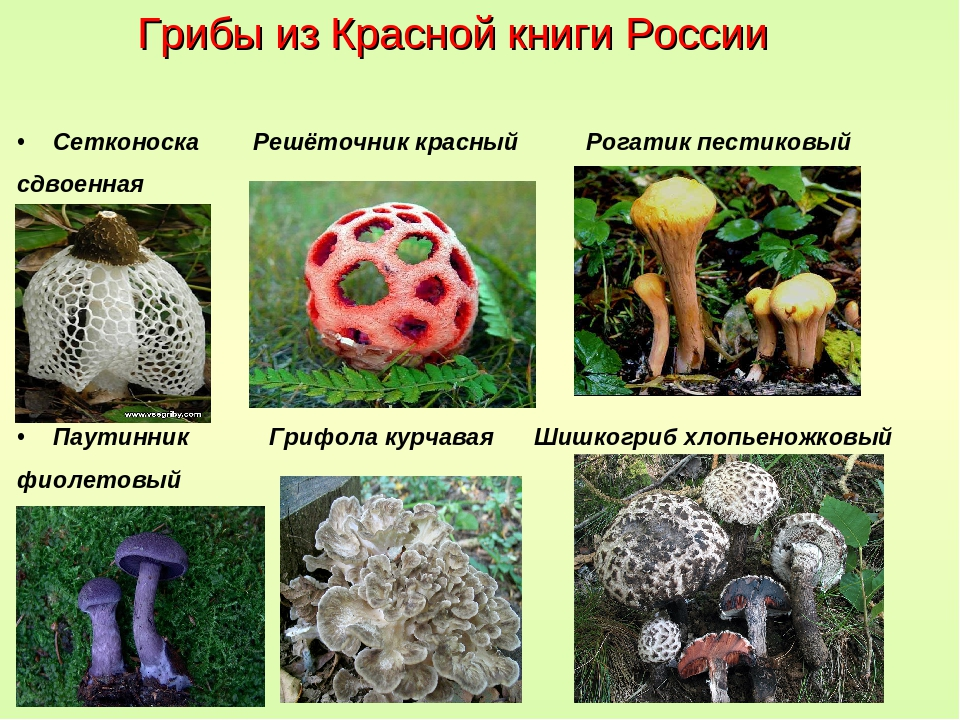 Грибы из Красной книги России
• Сетконоска Решёточник красный Рогатик пестиковый
сдвоенная
www.vsegriby.com
• Паутинник Грифола курчавая Шишкогриб хлопьеножковый
фиолетовый